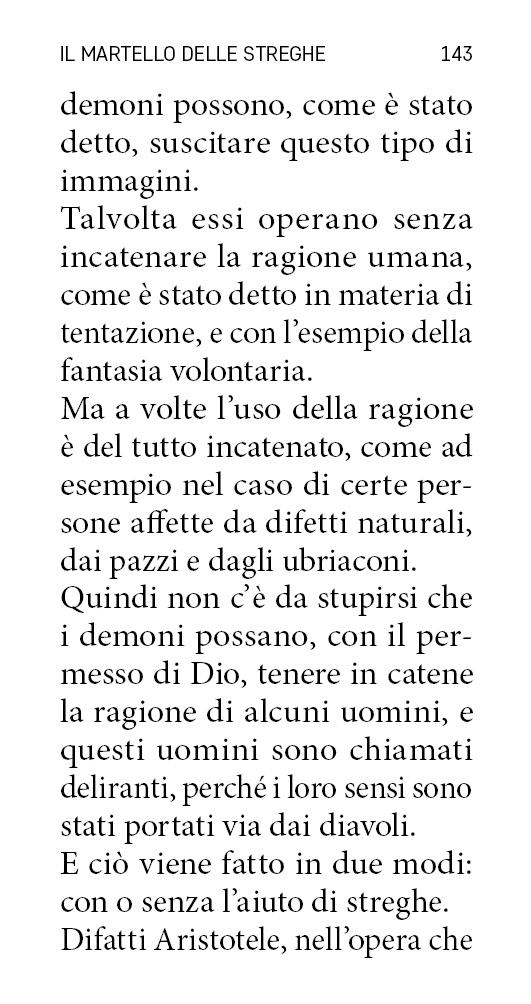 IL MARTELLO DELLE STREGHE 143
demoni possono, come è stato
detto, suscitare questo tipo di
immagini.
Talvolta essi operano senza
incatenare la ragione umana,
come è stato detto in materia di
tentazione, e con l’esempio della
fantasia volontaria.
Ma a volte l’uso della ragione
è del tutto incatenato, come ad
esempio nel caso di certe per-
sone affette da difetti naturali,
dai pazzi e dagli ubriaconi.
Quindi non c’è da stupirsi che
i demoni possano, con il per-
messo di Dio, tenere in catene
la ragione di alcuni uomini, e
questi uomini sono chiamati
deliranti, perché i loro sensi sono
stati portati via dai diavoli.
E ciò viene fatto in due modi:
con o senza l’aiuto di streghe.
Difatti Aristotele, nell’opera che